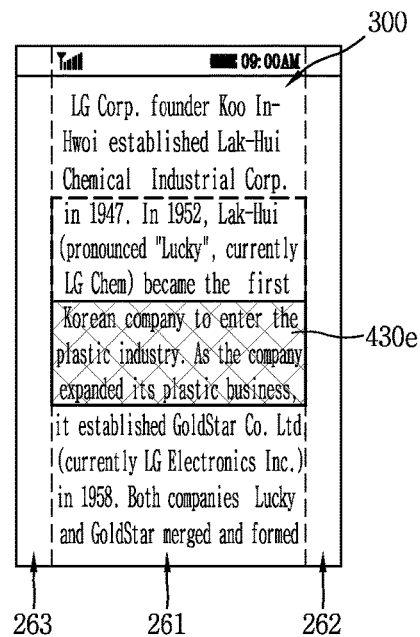 300
09:00AM
LG Corp. founder Koo In-
Hwoi established Lak-Hui
Chemical Industrial Corp.
in 1947. In 1952, Lak-Hui
(pronounced "Lucky", currently
LG Chem) became the first
Korean company to enter the
plastic industry. As the company
expanded its plastic business,
it established GoldStar Co. Ltd
(currently LG Electronics Inc.)
in 1958. Both companies Lucky
and GoldStar merged and formed
430e
263 261 262